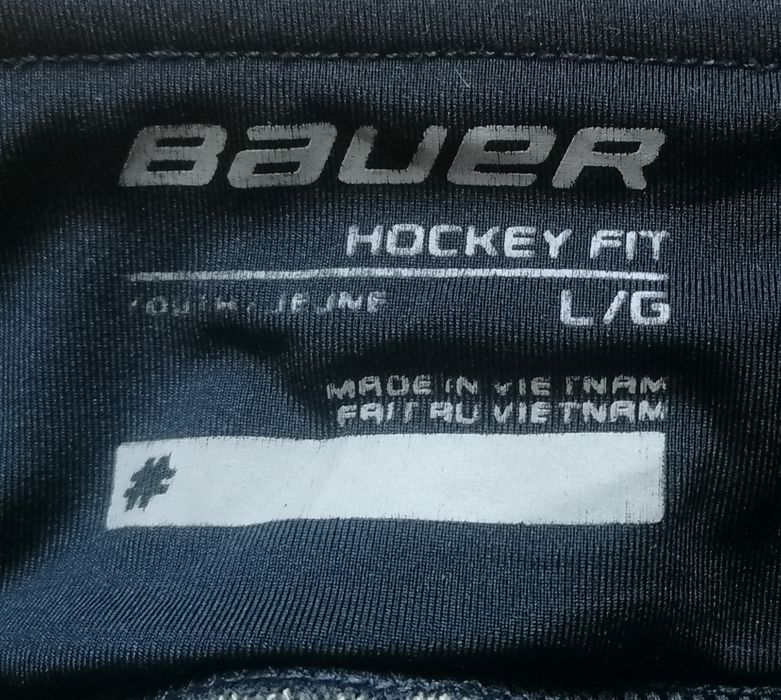 BAUER
HOCKEY FIT
YOUTH / JEUNE L/G
MADE IN VIETNAM
FAIT AU VIETNAM
#